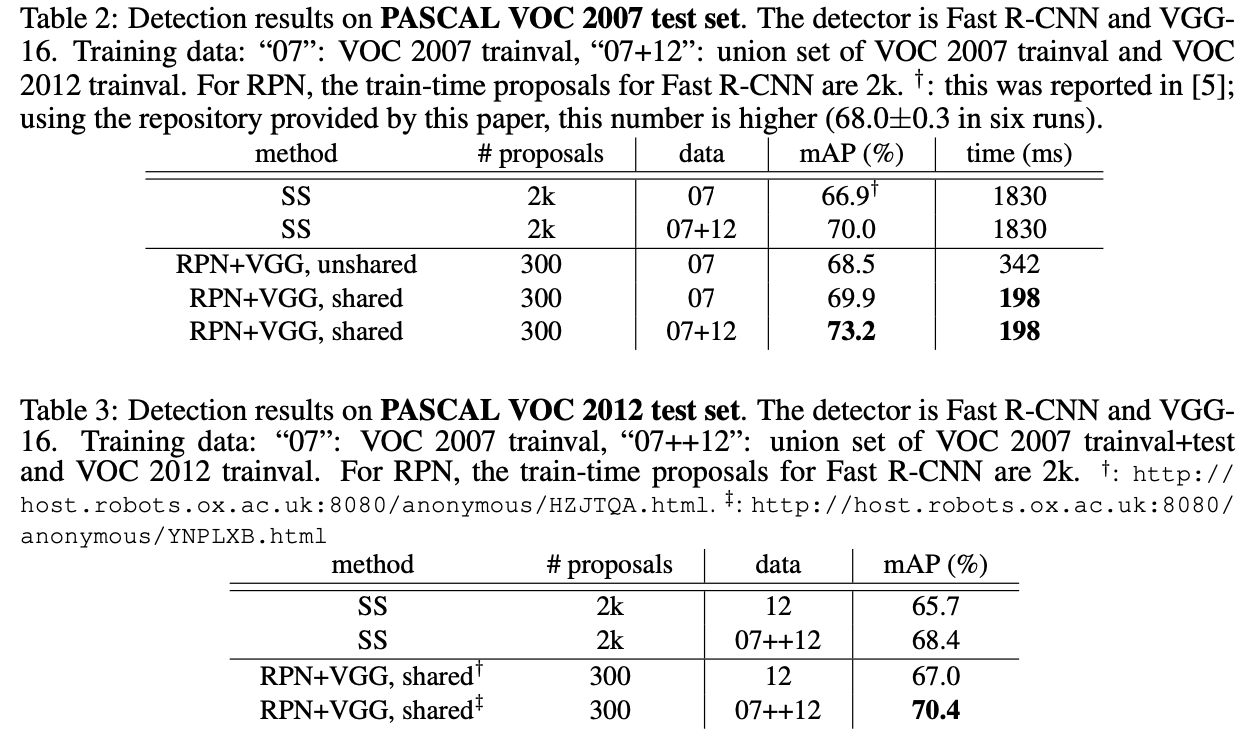 Table 2: Detection results on PASCAL VOC 2007 test set. The detector is Fast R-CNN and VGG-
16. Training data: “07”: VOC 2007 trainval, “07+12”: union set of VOC 2007 trainval and VOC
2012 trainval. For RPN, the train-time proposals for Fast R-CNN are 2k. †: this was reported in [5];
using the repository provided by this paper, this number is higher (68.0±0.3 in six runs).
method # proposals data mAP (%) time (ms)
SS 2k 07 66.9† 1830
SS 2k 07+12 70.0 1830
RPN+VGG, unshared 300 07 68.5 342
RPN+VGG, shared 300 07 69.9 198
RPN+VGG, shared 300 07+12 73.2 198
Table 3: Detection results on PASCAL VOC 2012 test set. The detector is Fast R-CNN and VGG-
16. Training data: “07”: VOC 2007 trainval, “07++12”: union set of VOC 2007 trainval+test
and VOC 2012 trainval. For RPN, the train-time proposals for Fast R-CNN are 2k. †: http://
host.robots.ox.ac.uk:8080/anonymous/HZJTQA.html. ‡: http://host.robots.ox.ac.uk:8080/
anonymous/YNPLXB.html
method # proposals data mAP (%)
SS 2k 12 65.7
SS 2k 07++12 68.4
RPN+VGG, shared† 300 12 67.0
RPN+VGG, shared‡ 300 07++12 70.4